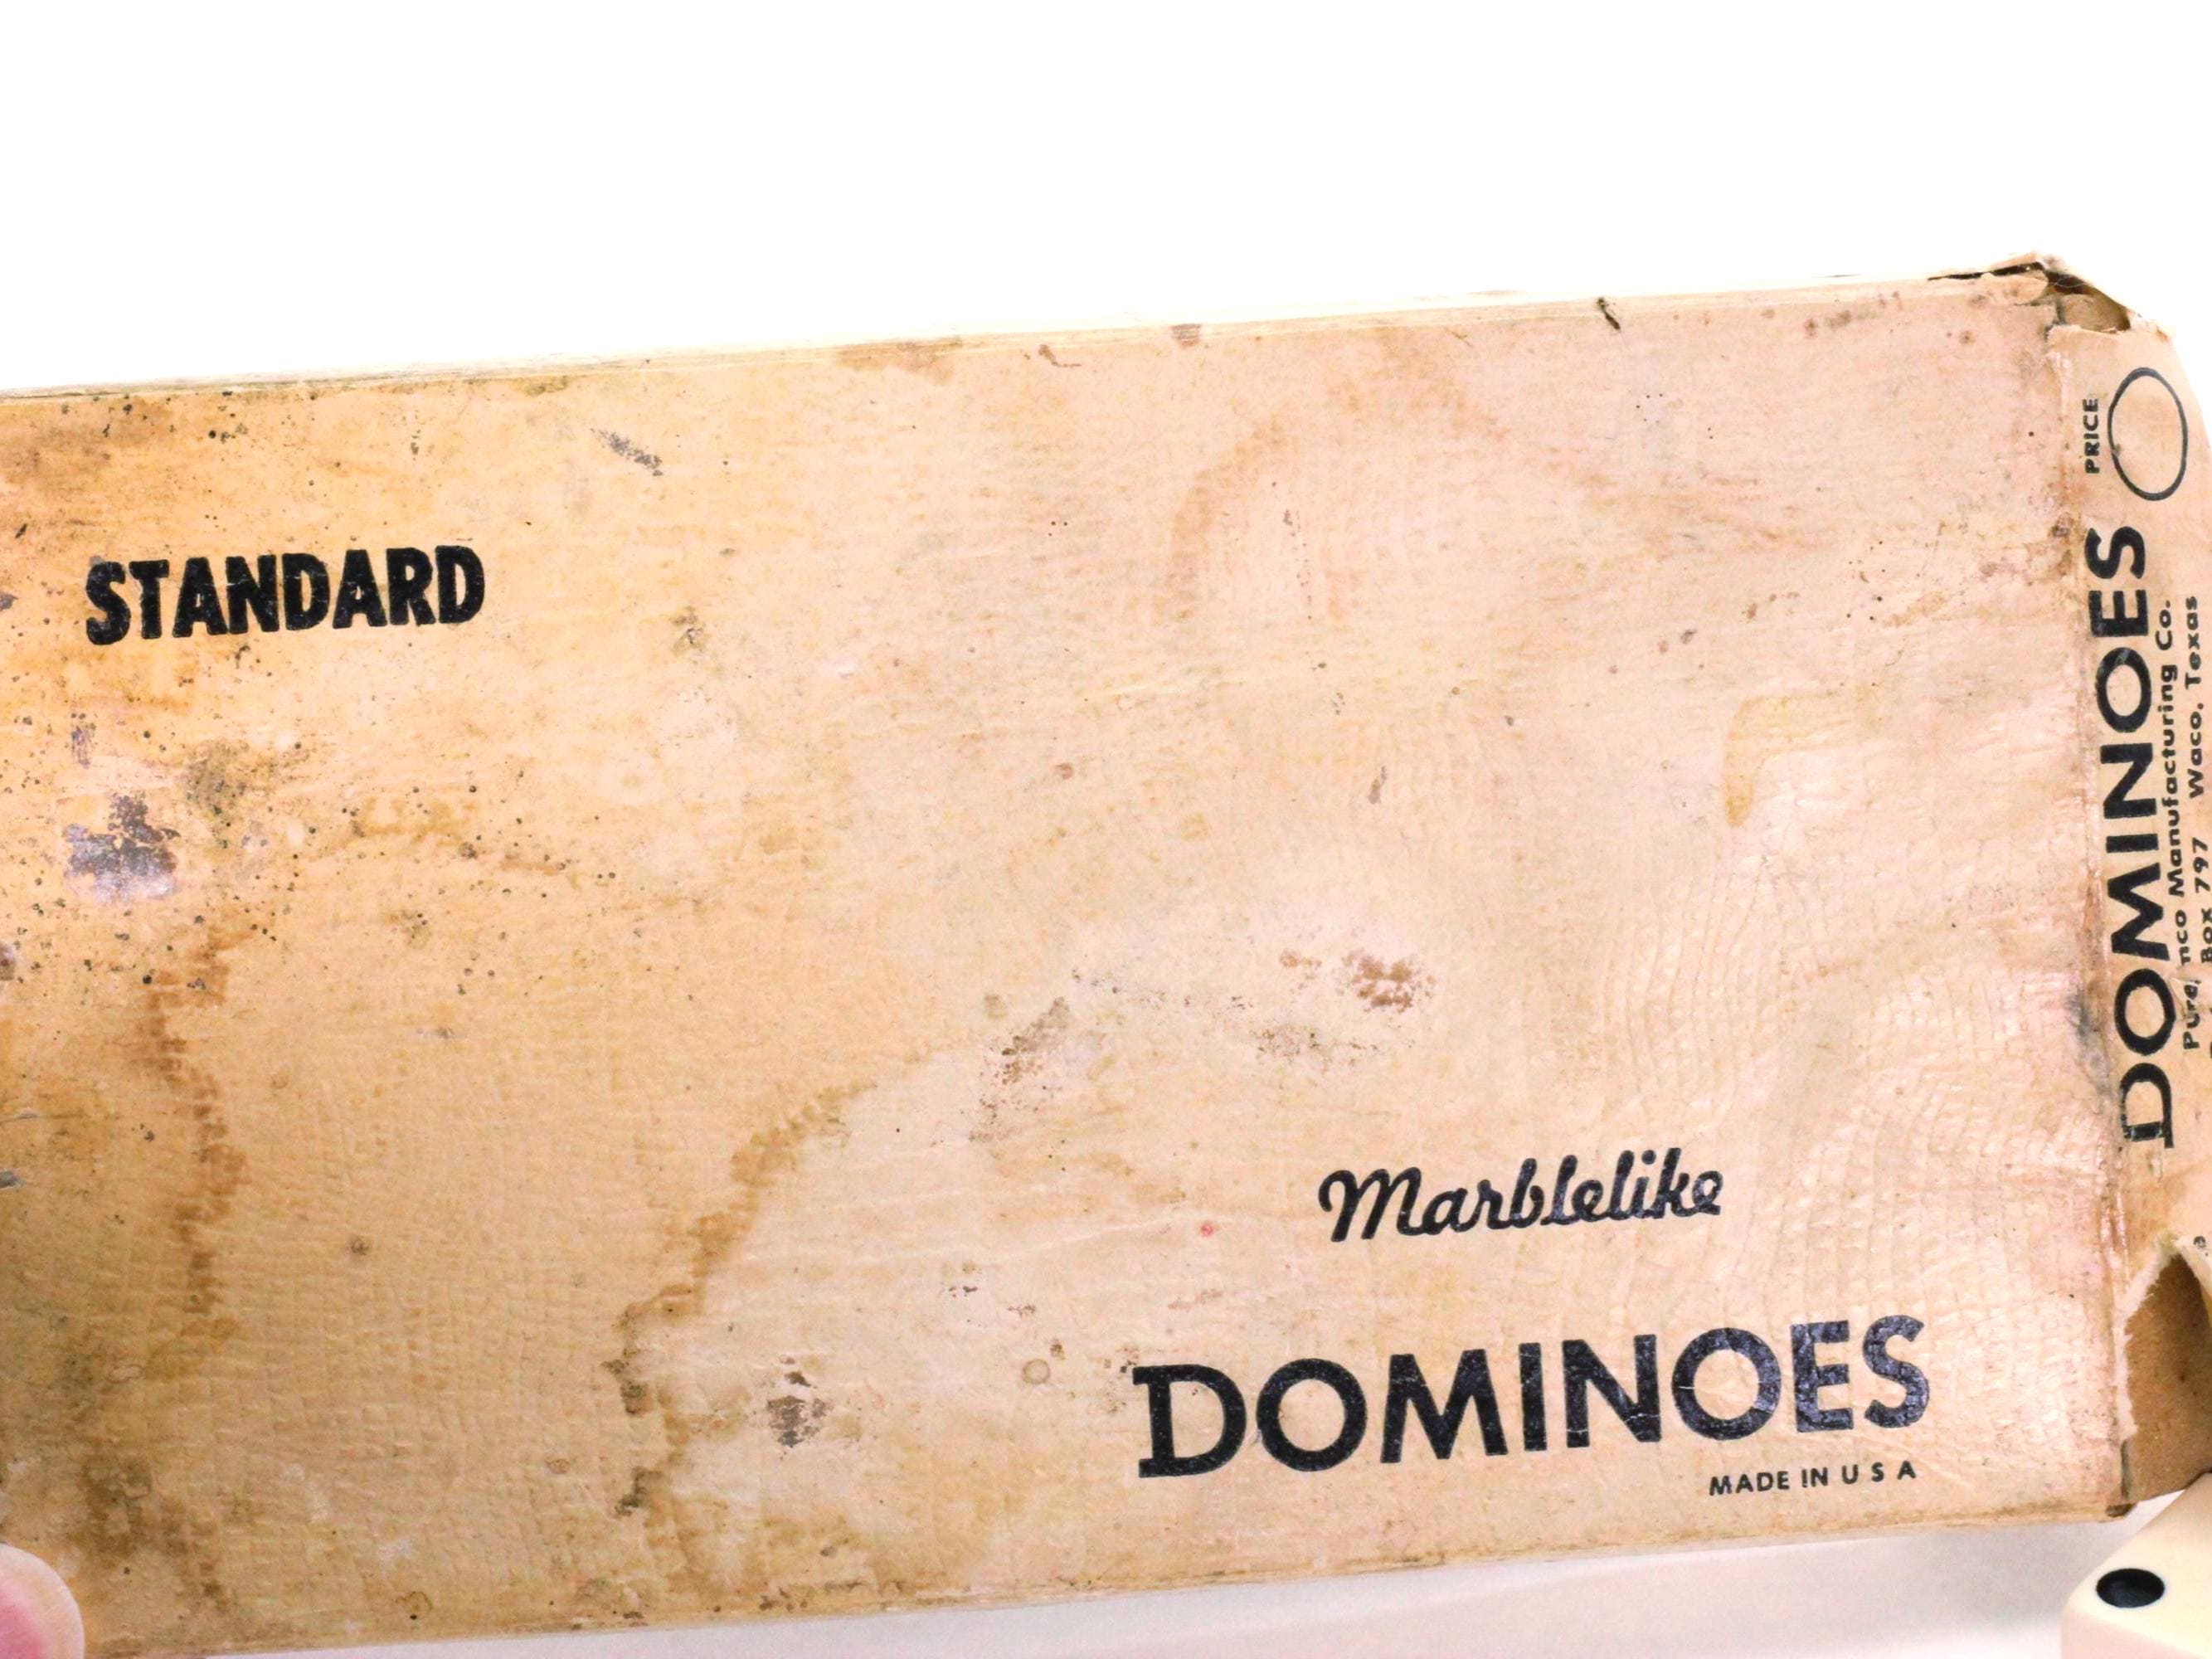 STANDARD
Marblelike
DOMINOES
MADE IN U S A
PRICE
DOMINOES
Manufacturing Co.
Box 797 Waco, Texas